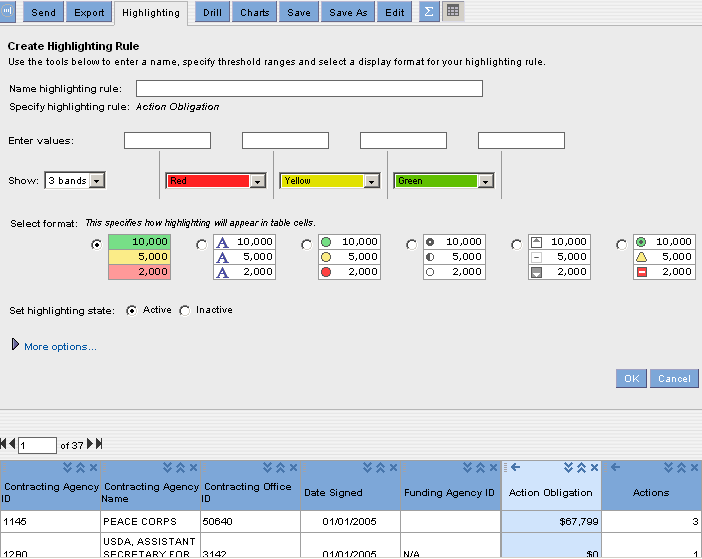 Send Export Highlighting Drill Charts Save Save As Edit Σ
Create Highlighting Rule
Use the tools below to enter a name, specify threshold ranges and select a display format for your highlighting rule.
Name highlighting rule:
Specify highlighting rule: Action Obligation
Enter values:
Show: 3 bands Red Yellow Green
Select format: This specifies how highlighting will appear in table cells.
10,000 A 10,000 10,000 10,000 10,000 10,000
5,000 A 5,000 5,000 5,000 5,000 5,000
2,000 A 2,000 2,000 2,000 2,000 2,000
Set highlighting state: Active Inactive
More options...
OK Cancel
1 of 37
Contracting Agency ID Contracting Agency Name Contracting Office ID Date Signed Funding Agency ID Action Obligation Actions
1145 PEACE CORPS 50640 01/01/2005 $67,799 3
USDA, ASSISTANT
12B0 SECRETARY FOR 3142 01/01/2005 N/A $0 1